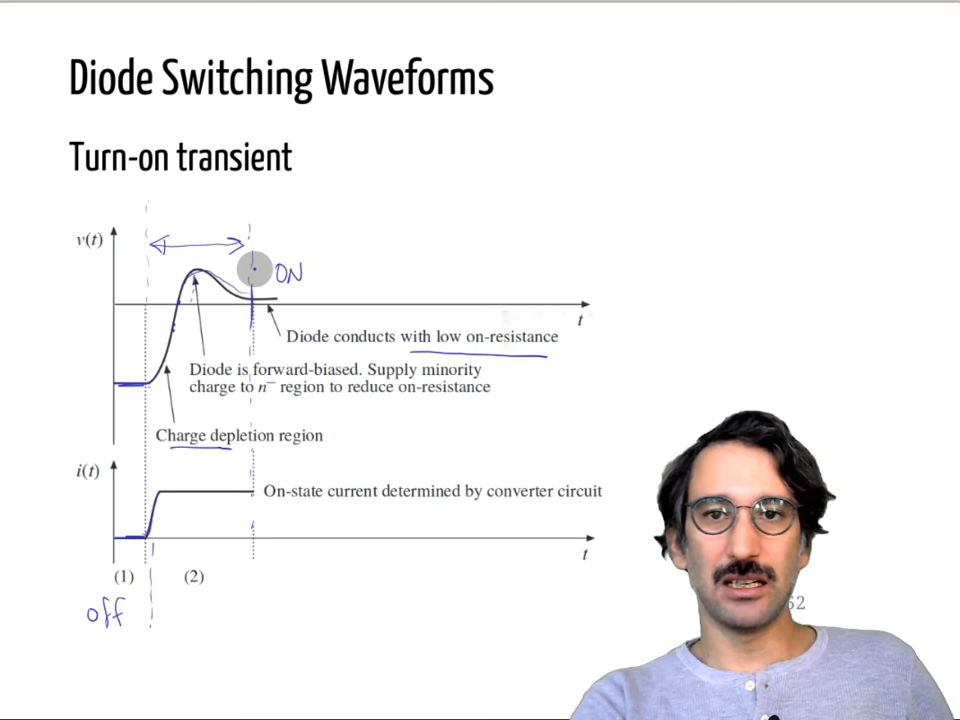 Diode Switching Waveforms
Turn-on transient
v(t)
ON
t
Diode conducts with low on-resistance
Diode is forward-biased. Supply minority
charge to n⁻ region to reduce on-resistance
Charge depletion region
i(t)
On-state current determined by converter circuit
t
(1) (2)
off
62